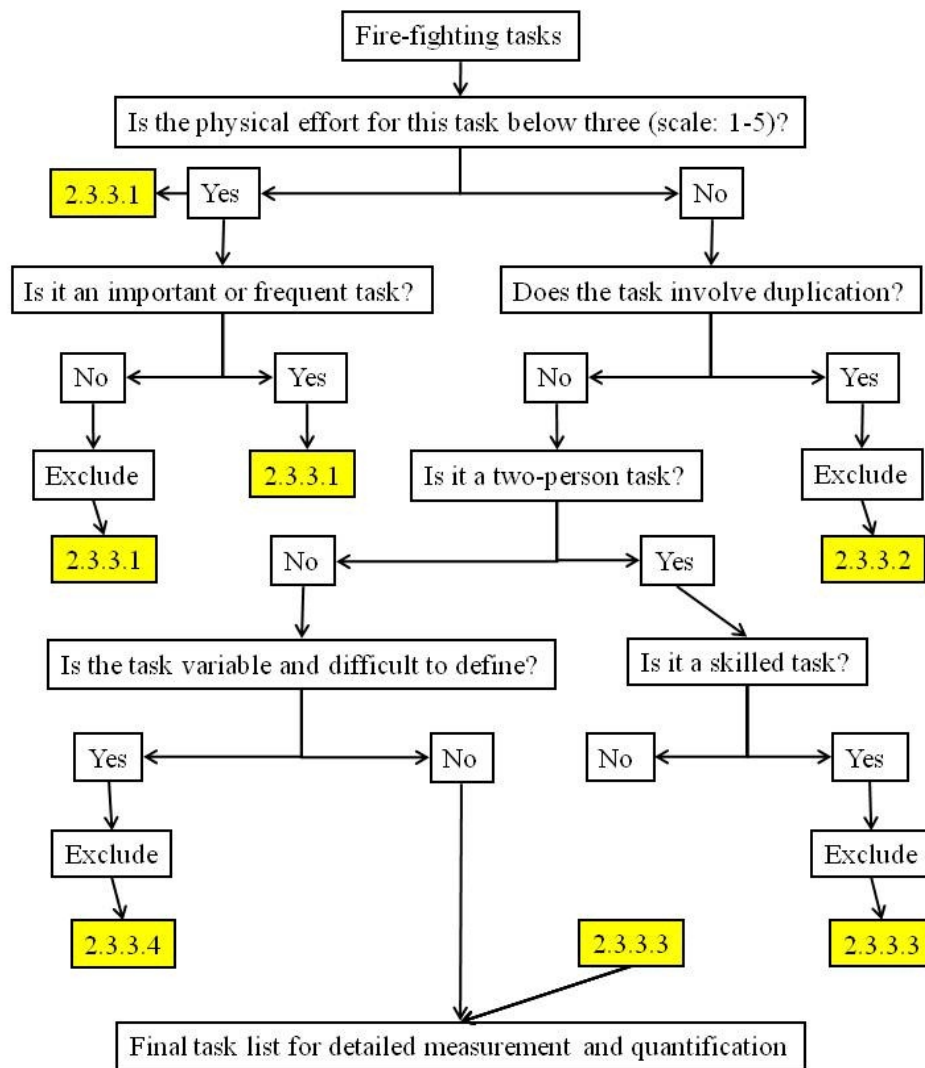 Fire-fighting tasks
Is the physical effort for this task below three (scale: 1-5)?
2.3.3.1
Yes
No
Is it an important or frequent task?
Does the task involve duplication?
No
Yes
No
Yes
Exclude
2.3.3.1
Is it a two-person task?
Exclude
2.3.3.1
No
Yes
2.3.3.2
Is the task variable and difficult to define?
Is it a skilled task?
Yes
No
No
Yes
Exclude
Exclude
2.3.3.4
2.3.3.3
2.3.3.3
Final task list for detailed measurement and quantification